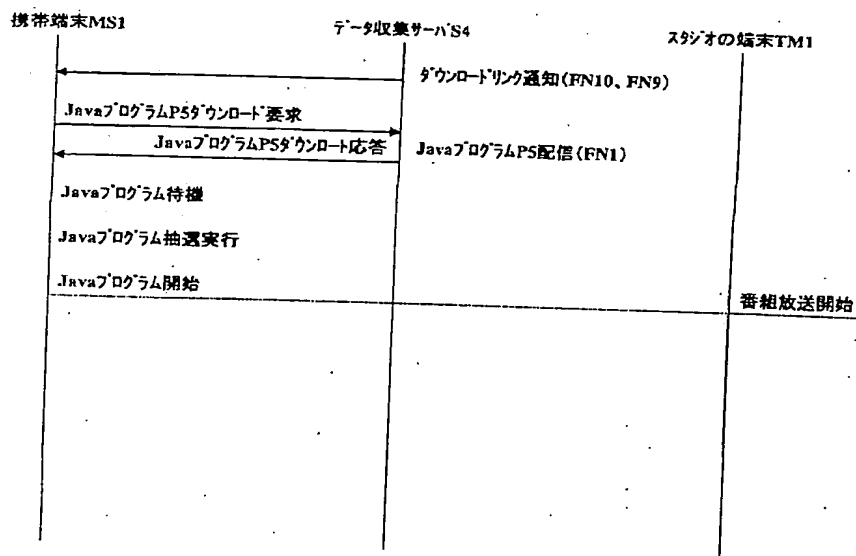 携帯端末MS1
データ収集サーバS4
スタジオの端末TM1
ダウンロードリンク通知(FN10、FN9)
JavaプログラムP5ダウンロード要求
JavaプログラムP5ダウンロート応答
JavaプログラムP5配信(FN1)
Javaプログラム待機
Javaプログラム抽選実行
Javaプログラム開始
番組放送開始